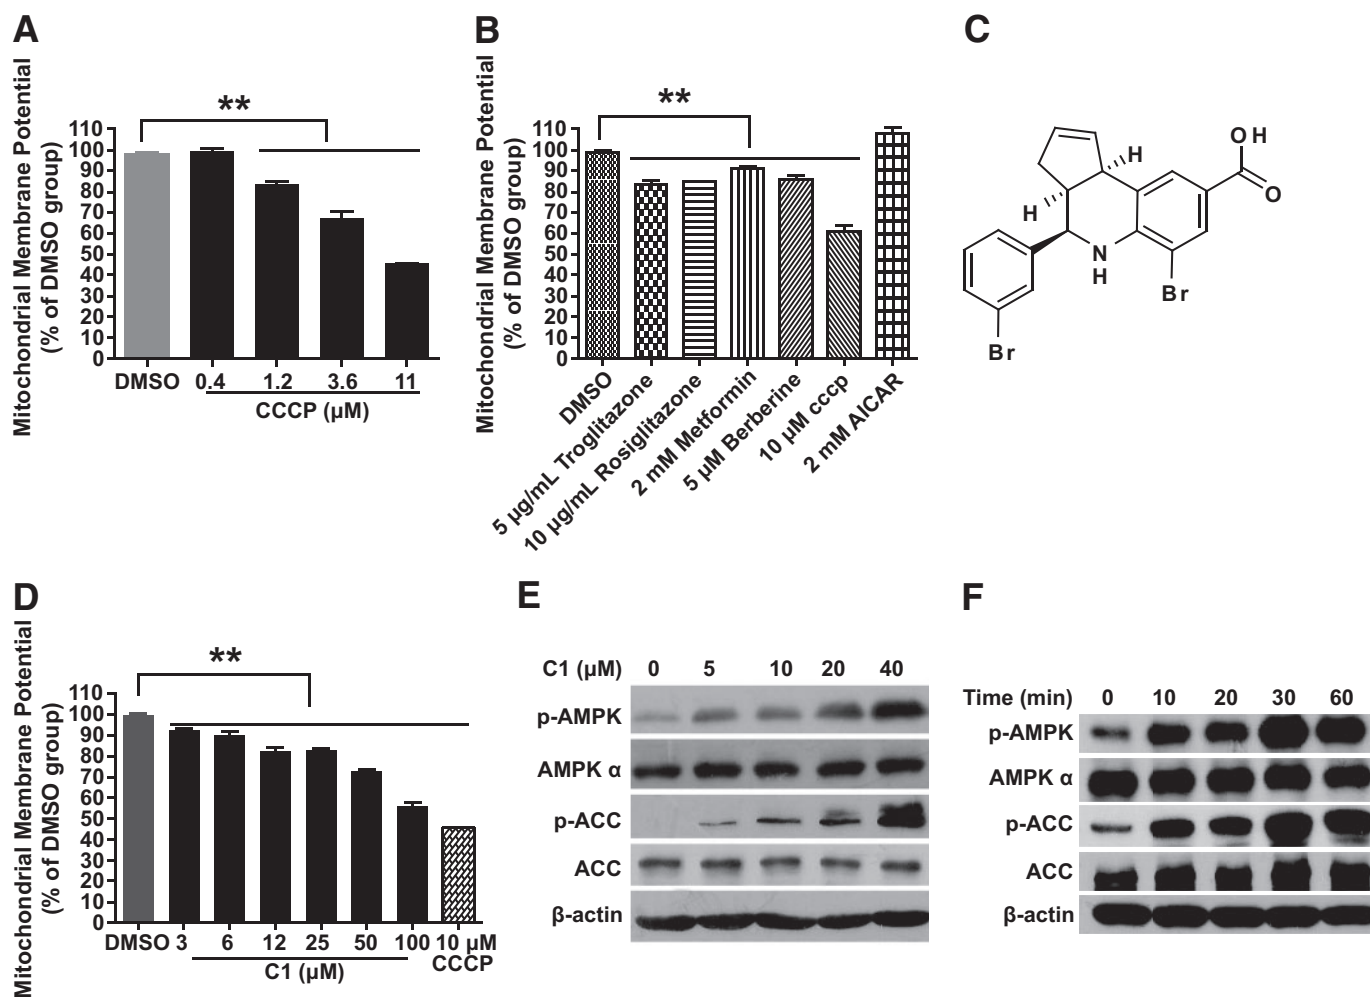 A
Mitochondrial Membrane Potential
(% of DMSO group)
**
110
100
90
80
70
60
50
40
30
20
10
0
DMSO 0.4 1.2 3.6 11
CCCP (µM)
B
Mitochondrial Membrane Potential
(% of DMSO group)
**
110
100
90
80
70
60
50
40
30
20
10
0
DMSO
5 µg/mL Troglitazone
10 µg/mL Rosiglitazone
2 mM Metformin
5 µM Berberine
10 µM cccp
2 mM AICAR
C
O H
O
H
H
N
H
Br
Br
D
Mitochondrial Membrane Potential
(% of DMSO group)
**
110
100
90
80
70
60
50
40
30
20
10
0
DMSO 3 6 12 25 50 100 10 µM
CCCP
C1 (µM)
E
C1 (µM) 0 5 10 20 40
p-AMPK
AMPK α
p-ACC
ACC
β-actin
F
Time (min) 0 10 20 30 60
p-AMPK
AMPK α
p-ACC
ACC
β-actin